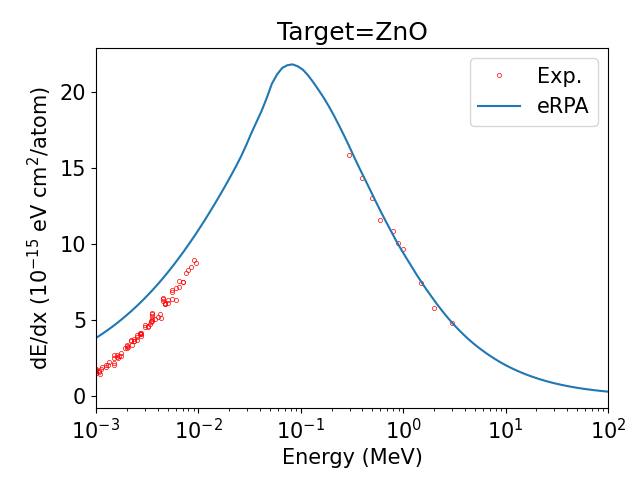 Target=ZnO
Exp.
eRPA
dE/dx (10⁻¹⁵ eV cm²/atom)
20
15
10
5
0
10⁻³ 10⁻² 10⁻¹ 10⁰ 10¹ 10²
Energy (MeV)